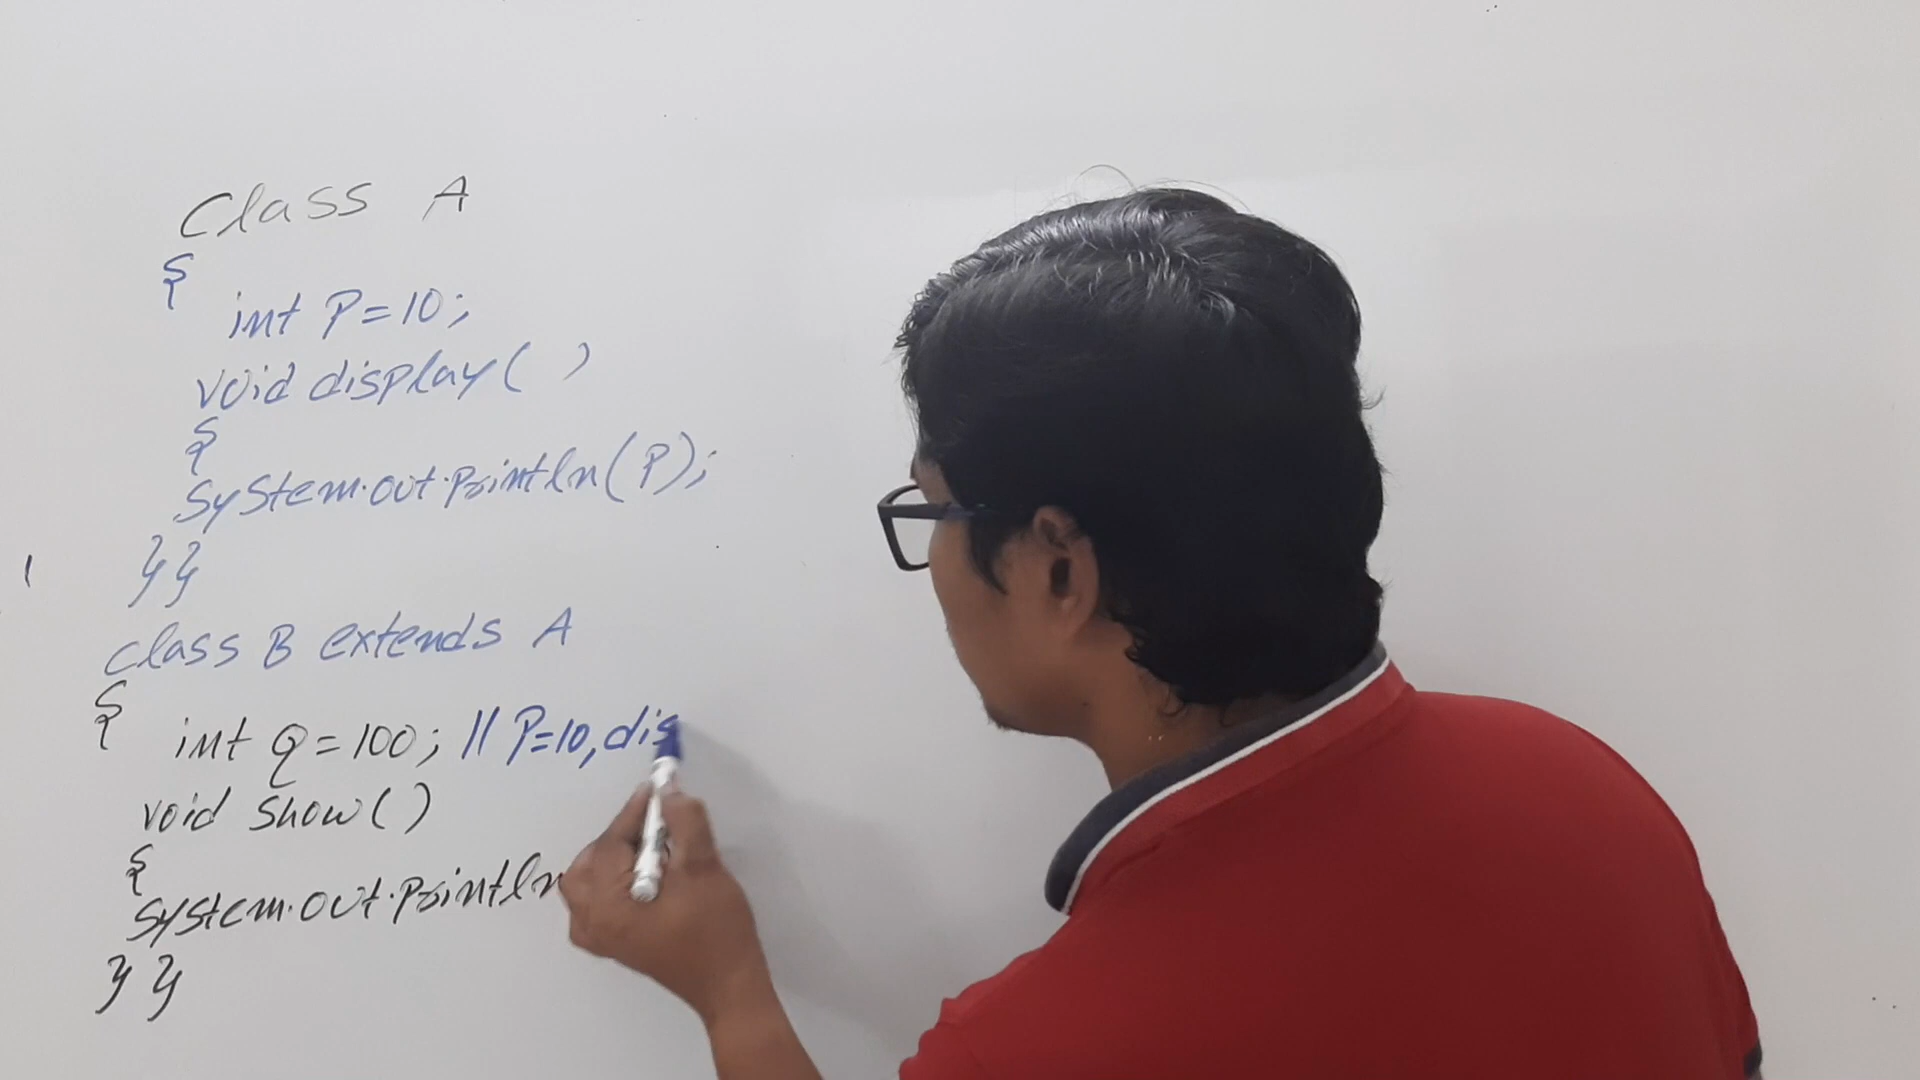 Class A
{
int P=10;
void display( )
{
System.out.println(P);
}}
class B extends A
{
int Q=100; // P=10, dis
void show()
{
System.out.println
}}